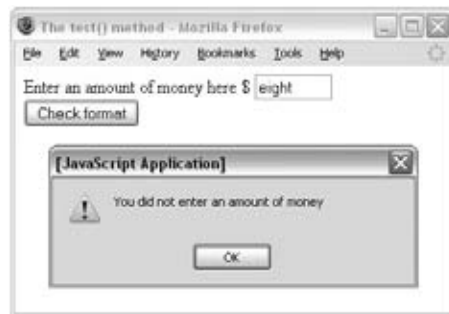 The test() method - Mozilla Firefox
File Edit View History Bookmarks Tools Help
Enter an amount of money here $ eight
Check format
[JavaScript Application]
You did not enter an amount of money
OK